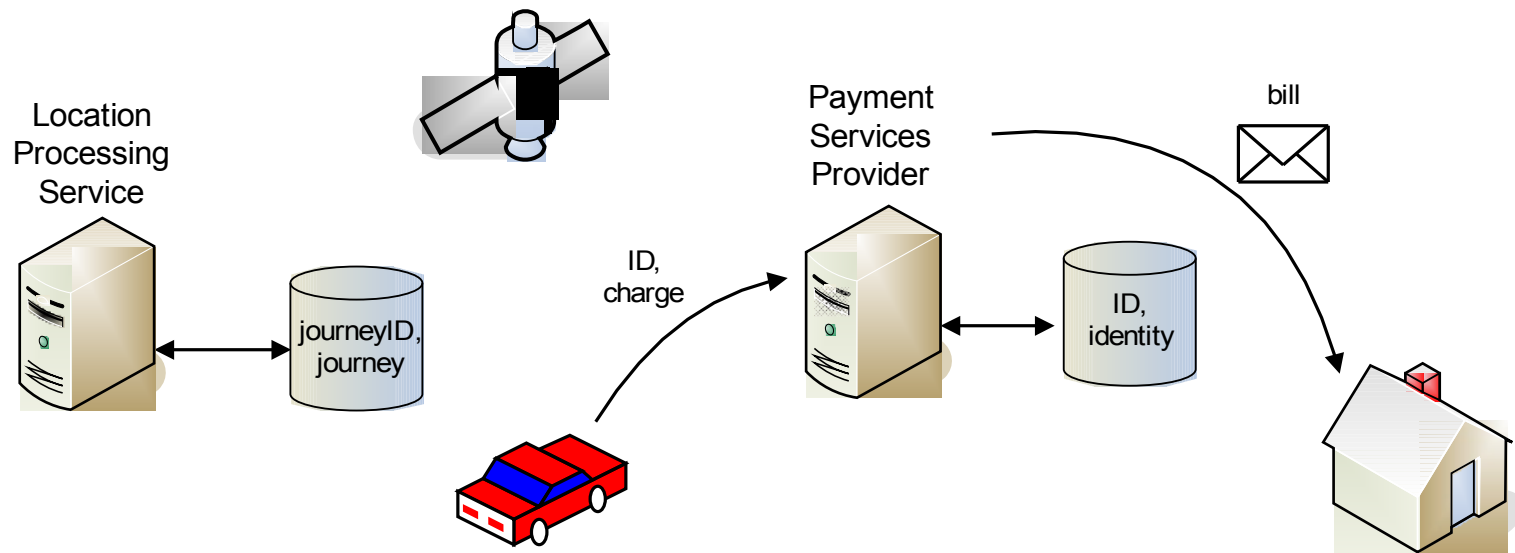 Location
Processing
Service
journeyID,
journey
ID,
charge
Payment
Services
Provider
ID,
identity
bill